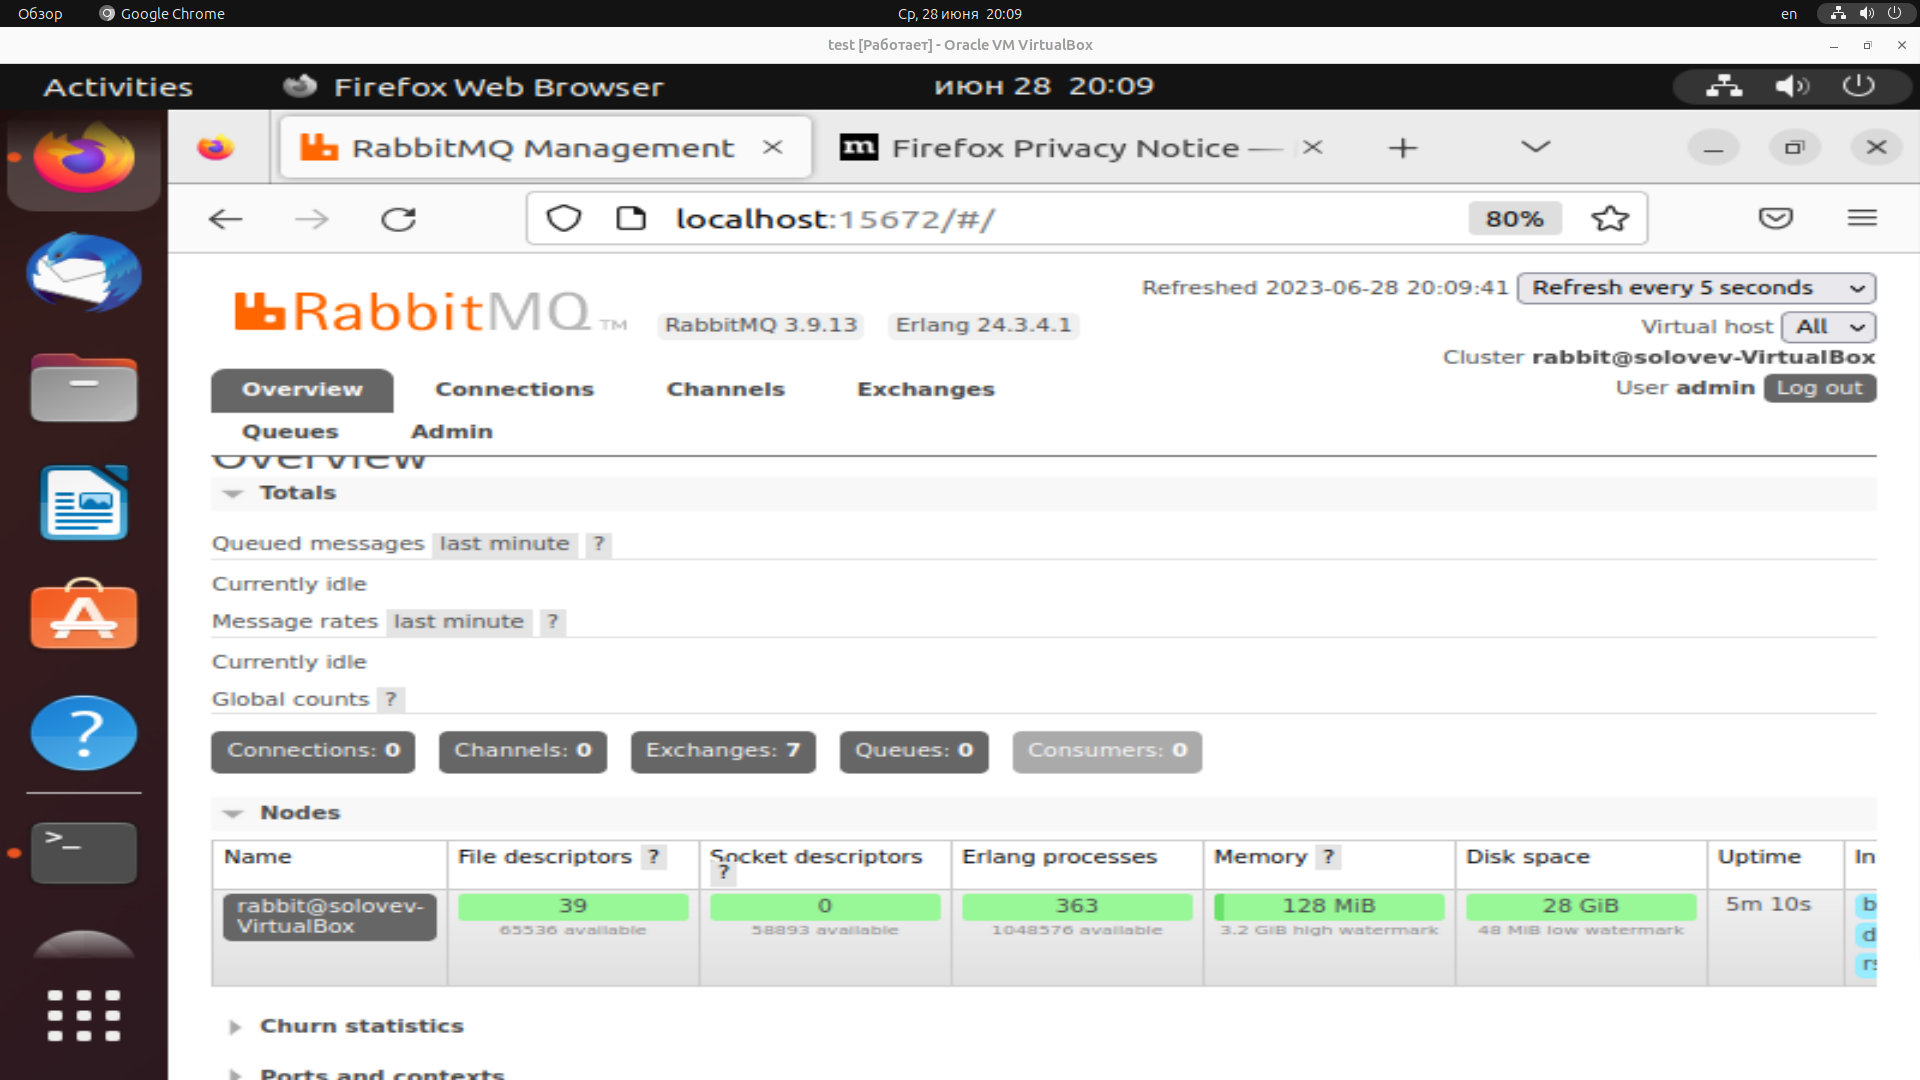 Обзор Google Chrome Ср, 28 июня 20:09 en
test [Работает] - Oracle VM VirtualBox
Activities Firefox Web Browser июн 28 20:09
RabbitMQ Management Firefox Privacy Notice —
localhost:15672/#/ 80%
Refreshed 2023-06-28 20:09:41 Refresh every 5 seconds
RabbitMQ TM RabbitMQ 3.9.13 Erlang 24.3.4.1
Virtual host All
Cluster rabbit@solovev-VirtualBox
User admin Log out
Overview Connections Channels Exchanges
Queues Admin
Overview
Totals
Queued messages last minute ?
Currently idle
Message rates last minute ?
Currently idle
Global counts ?
Connections: 0 Channels: 0 Exchanges: 7 Queues: 0 Consumers: 0
Nodes
Name File descriptors ? Socket descriptors ? Erlang processes Memory ? Disk space Uptime In
rabbit@solovev-VirtualBox 39 0 363 128 MiB 28 GiB 5m 10s b
65536 available 58893 available 1048576 available 3.2 GiB high watermark 48 MiB low watermark d
rs
Churn statistics
Ports and contexts